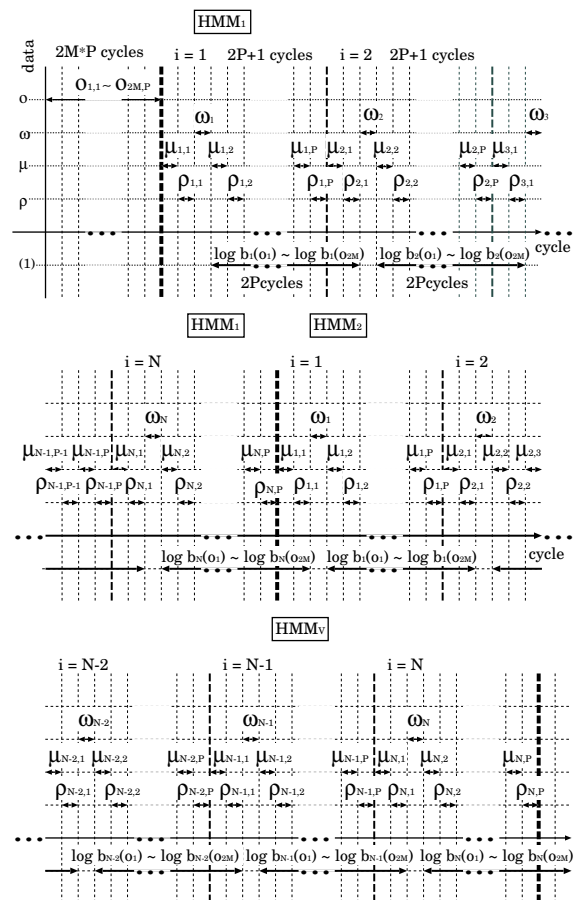 HMM₁
data
2M*P cycles i = 1 2P+1 cycles i = 2 2P+1 cycles
O₁,₁ ~ O₂M,P
o
ω ω₁ ω₂ ω₃
μ₁,₁ μ₁,₂ μ₁,P μ₂,₁ μ₂,₂ μ₂,P μ₃,₁
μ
ρ₁,₁ ρ₁,₂ ρ₁,P ρ₂,₁ ρ₂,₂ ρ₂,P ρ₃,₁
ρ
cycle
(1) log b₁(o₁) ~ log b₁(o₂M) log b₂(o₁) ~ log b₂(o₂M)
2Pcycles 2Pcycles
HMM₁ HMM₂
i = N i = 1 i = 2
ωN ω₁ ω₂
μN-1,P-1 μN-1,P μN,1 μN,2 μN,P μ₁,₁ μ₁,₂ μ₁,P μ₂,₁ μ₂,₂ μ₂,₃
ρN-1,P-1 ρN-1,P ρN,1 ρN,2 ρN,P ρ₁,₁ ρ₁,₂ ρ₁,P ρ₂,₁ ρ₂,₂
log bN(o₁) ~ log bN(o₂M) log b₁(o₁) ~ log b₁(o₂M) cycle
HMMV
i = N-2 i = N-1 i = N
ωN-2 ωN-1 ωN
μN-2,1 μN-2,2 μN-2,P μN-1,1 μN-1,2 μN-1,P μN,1 μN,2 μN,P
ρN-2,1 ρN-2,2 ρN-2,P ρN-1,1 ρN-1,2 ρN-1,P ρN,1 ρN,2 ρN,P
log bN-2(o₁) ~ log bN-2(o₂M) log bN-1(o₁) ~ log bN-1(o₂M) log bN(o₁) ~ log bN(o₂M)